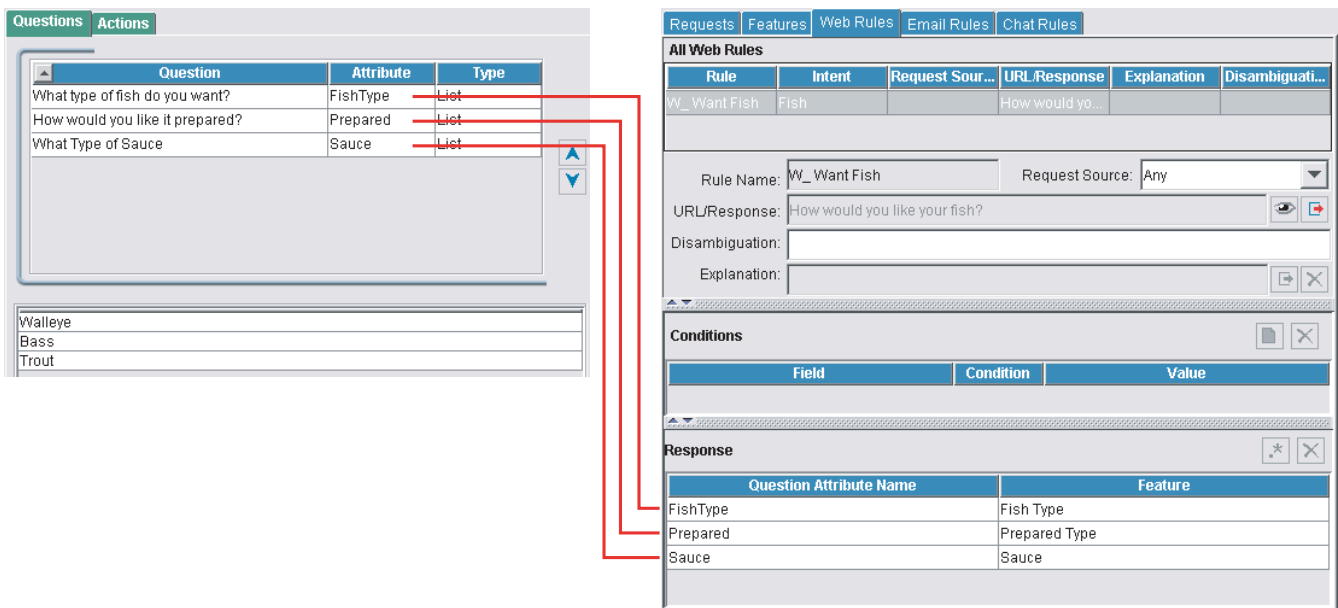 Questions Actions
Question Attribute Type
What type of fish do you want? FishType List
How would you like it prepared? Prepared List
What Type of Sauce Sauce List
Walleye
Bass
Trout
Requests Features Web Rules Email Rules Chat Rules
All Web Rules
Rule Intent Request Sour... URL/Response Explanation Disambiguati...
W_ Want Fish Fish How would yo...
Rule Name: W_ Want Fish Request Source: Any
URL/Response: How would you like your fish?
Disambiguation:
Explanation:
Conditions
Field Condition Value
Response
Question Attribute Name Feature
FishType Fish Type
Prepared Prepared Type
Sauce Sauce